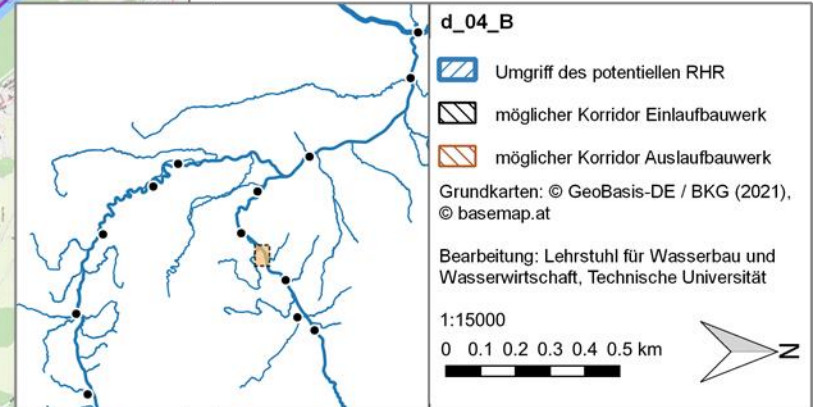 d_04_B
Umgriff des potentiellen RHR
möglicher Korridor Einlaufbauwerk
möglicher Korridor Auslaufbauwerk
Grundkarten: © GeoBasis-DE / BKG (2021),
© basemap.at
Bearbeitung: Lehrstuhl für Wasserbau und
Wasserwirtschaft, Technische Universität
1:15000
0 0.1 0.2 0.3 0.4 0.5 km
N